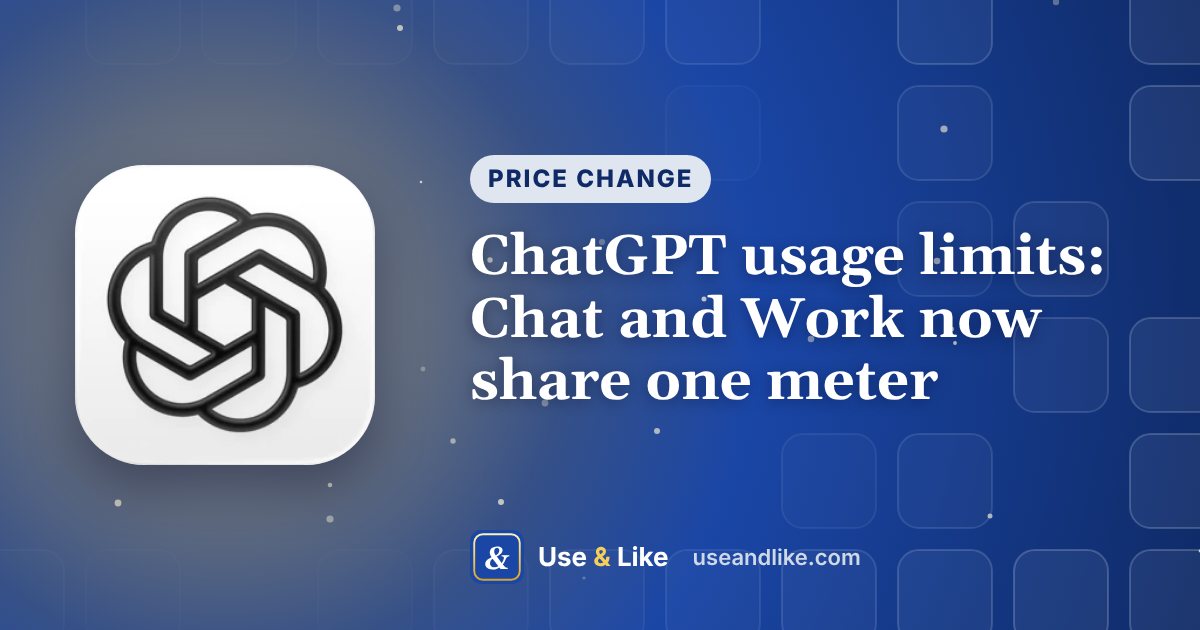 PRICE CHANGE
ChatGPT usage limits:
Chat and Work now
share one meter
& Use & Like useandlike.com